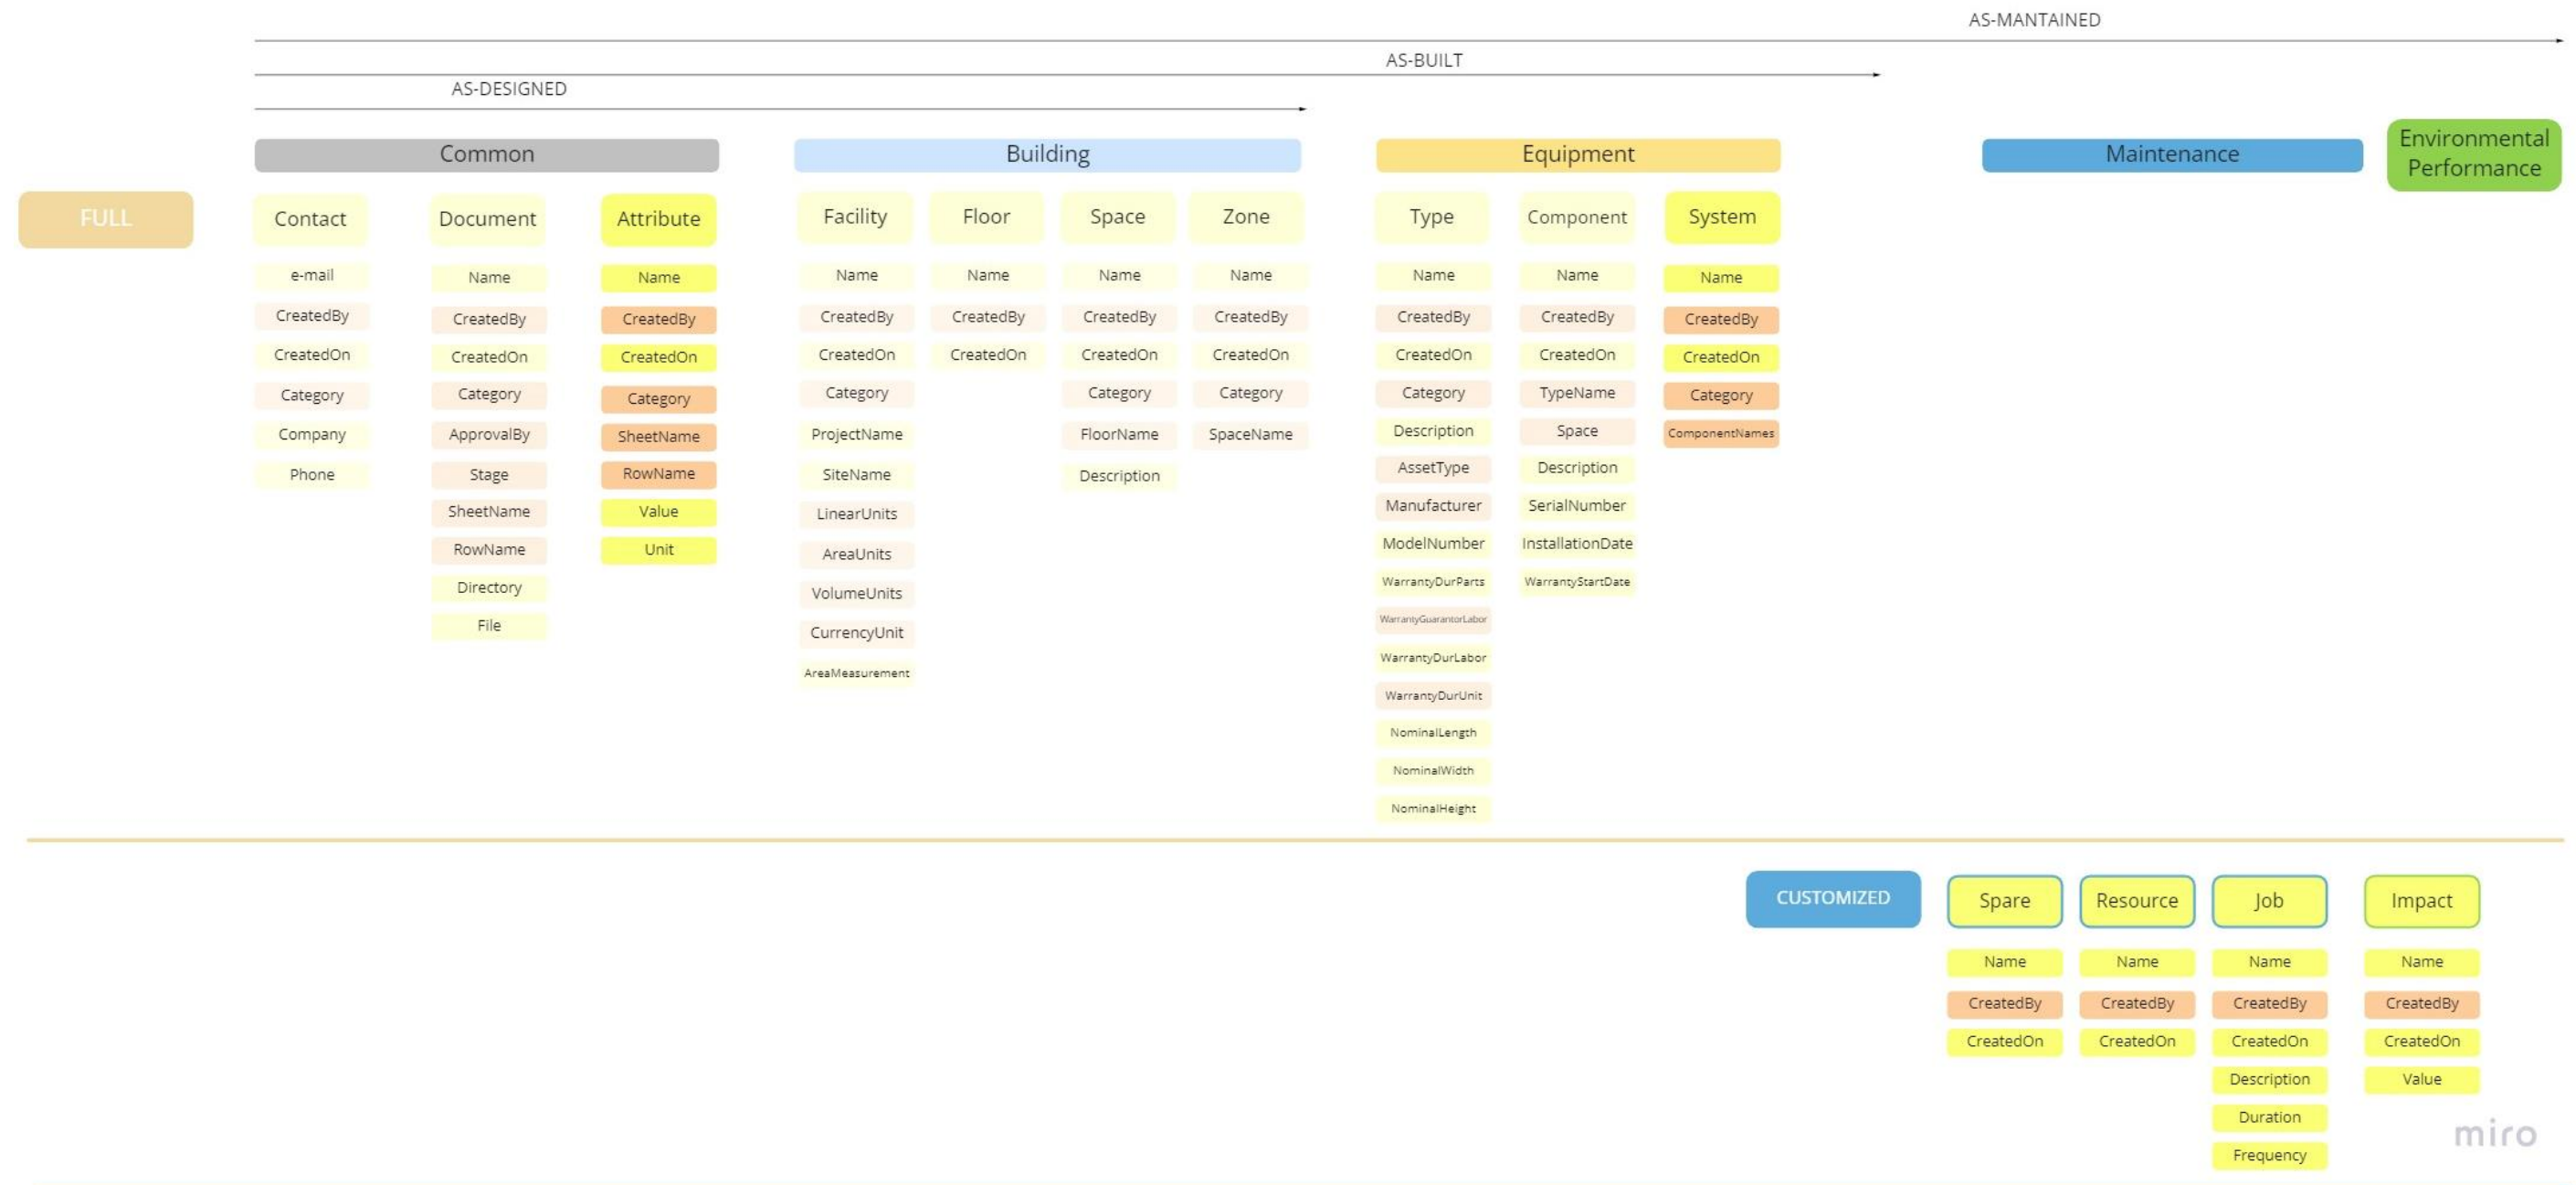 AS-MANTAINED
AS-BUILT
AS-DESIGNED
Common
Building
Equipment
Maintenance
Environmental
Performance
FULL
Contact
e-mail
CreatedBy
CreatedOn
Category
Company
Phone
Document
Name
CreatedBy
CreatedOn
Category
ApprovalBy
Stage
SheetName
RowName
Directory
File
Attribute
Name
CreatedBy
CreatedOn
Category
SheetName
RowName
Value
Unit
Facility
Name
CreatedBy
CreatedOn
Category
ProjectName
SiteName
LinearUnits
AreaUnits
VolumeUnits
CurrencyUnit
AreaMeasurement
Floor
Name
CreatedBy
CreatedOn
Space
Name
CreatedBy
CreatedOn
Category
FloorName
Description
Zone
Name
CreatedBy
CreatedOn
Category
SpaceName
Type
Name
CreatedBy
CreatedOn
Category
Description
AssetType
Manufacturer
ModelNumber
WarrantyDurParts
WarrantyGuarantorLabor
WarrantyDurLabor
WarrantyDurUnit
NominalLength
NominalWidth
NominalHeight
Component
Name
CreatedBy
CreatedOn
TypeName
Space
Description
SerialNumber
InstallationDate
WarrantyStartDate
System
Name
CreatedBy
CreatedOn
Category
ComponentNames
CUSTOMIZED
Spare
Name
CreatedBy
CreatedOn
Resource
Name
CreatedBy
CreatedOn
Job
Name
CreatedBy
CreatedOn
Description
Duration
Frequency
Impact
Name
CreatedBy
CreatedOn
Value
miro